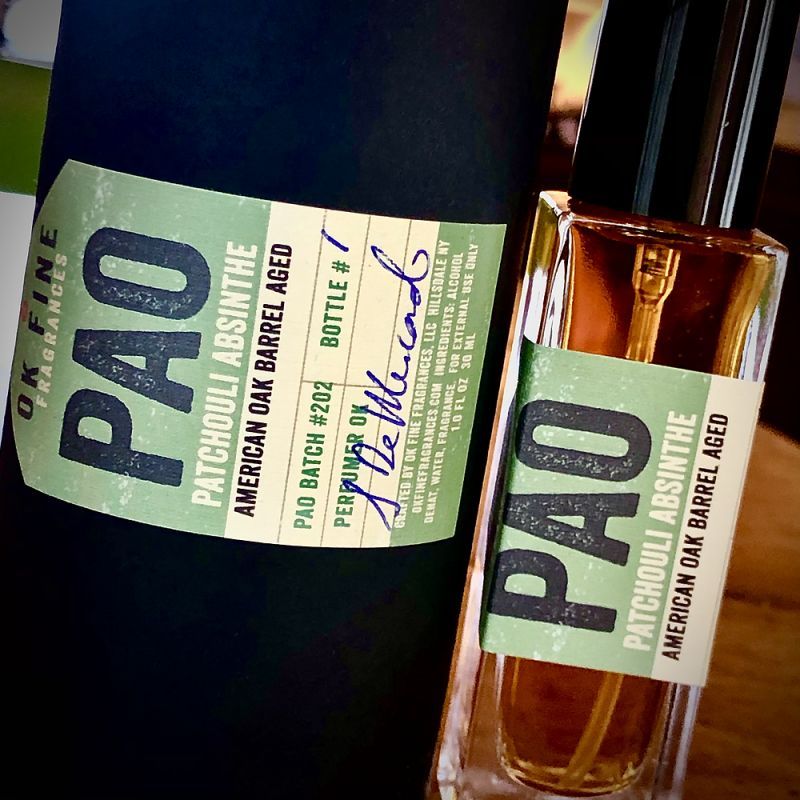 OK FINE
FRAGRANCES
PAO
PATCHOULI ABSINTHE
AMERICAN OAK BARREL AGED
PAO BATCH #202 BOTTLE # 1
PERFUMER OK
S DeMercado
CRAFTED BY OK FINE FRAGRANCES, LLC HILLSDALE NY
OKFINEFRAGRANCES.COM INGREDIENTS: ALCOHOL
DENAT, WATER, FRAGRANCE. FOR EXTERNAL USE ONLY
1.0 FL OZ 30 ML
PAO
PATCHOULI ABSINTHE
AMERICAN OAK BARREL AGED